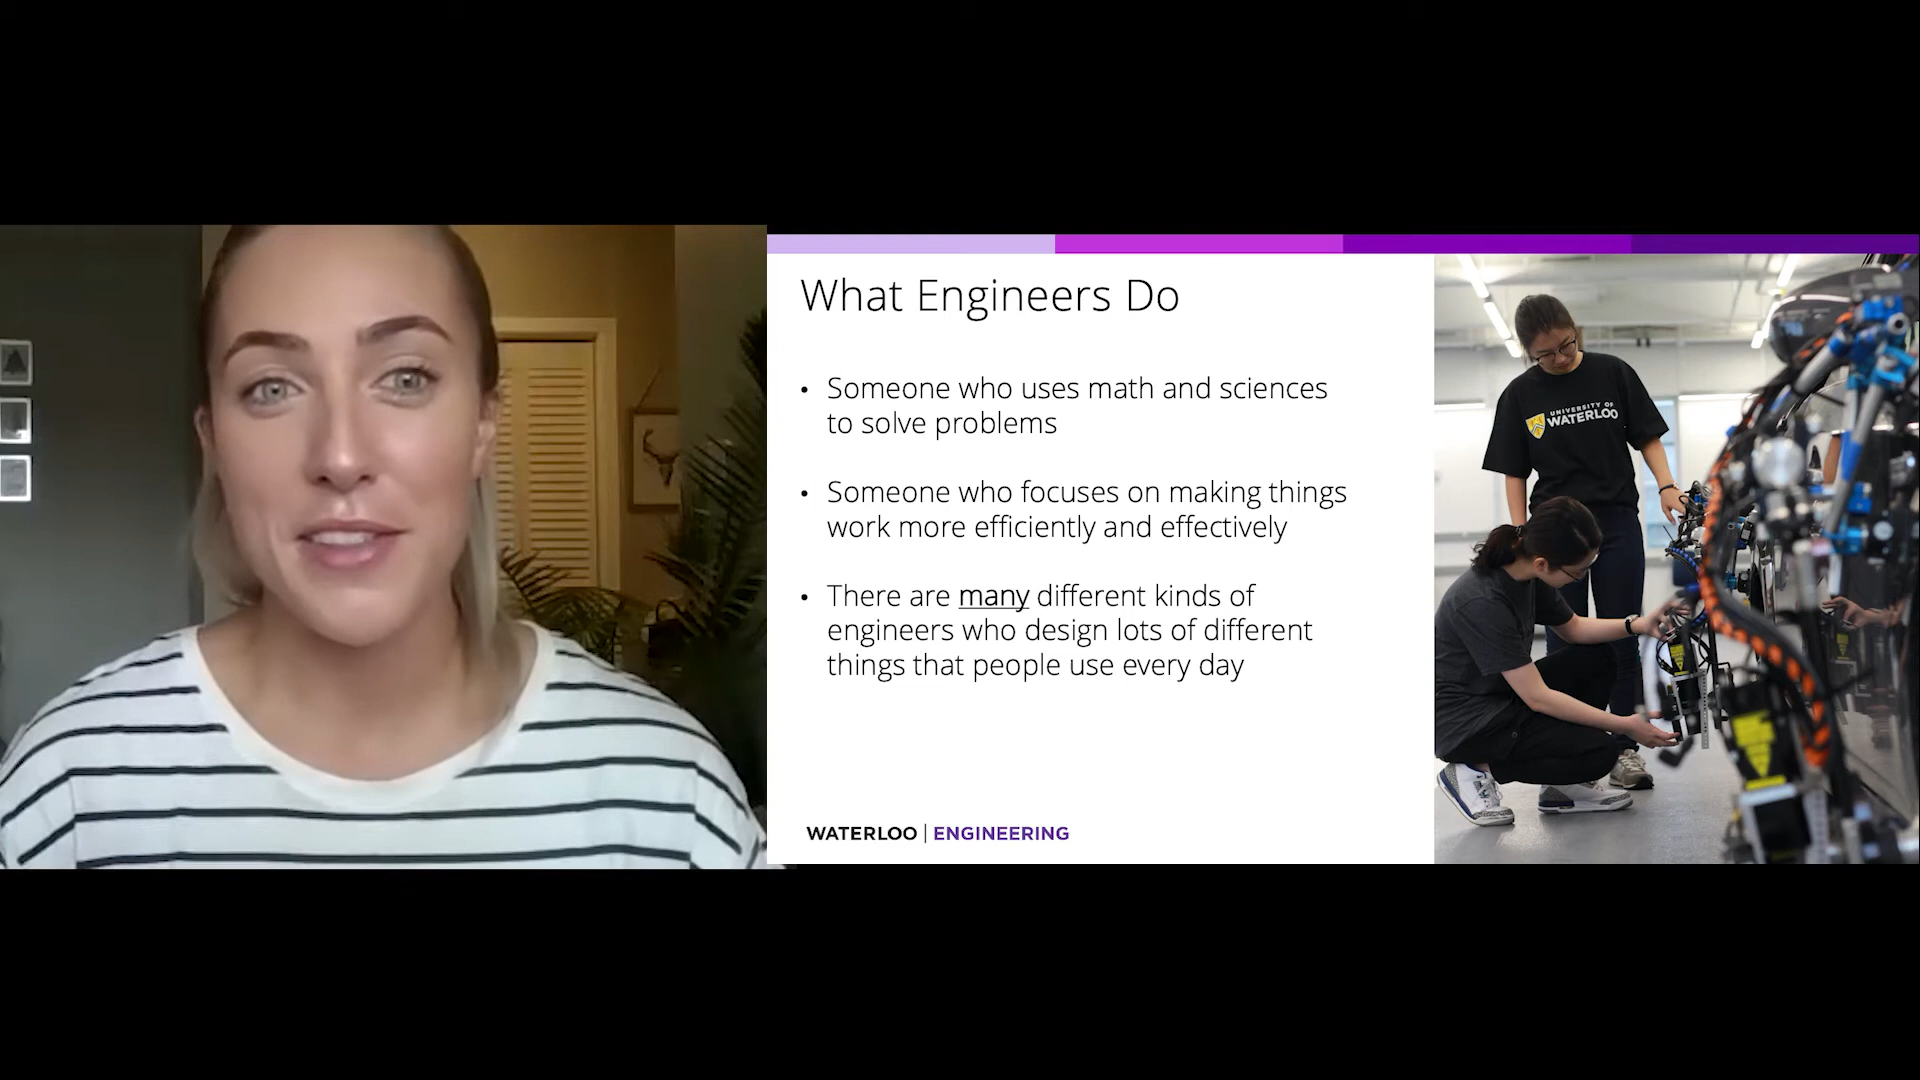 What Engineers Do
• Someone who uses math and sciences
to solve problems
• Someone who focuses on making things
work more efficiently and effectively
• There are many different kinds of
engineers who design lots of different
things that people use every day
WATERLOO | ENGINEERING
UNIVERSITY OF
WATERLOO